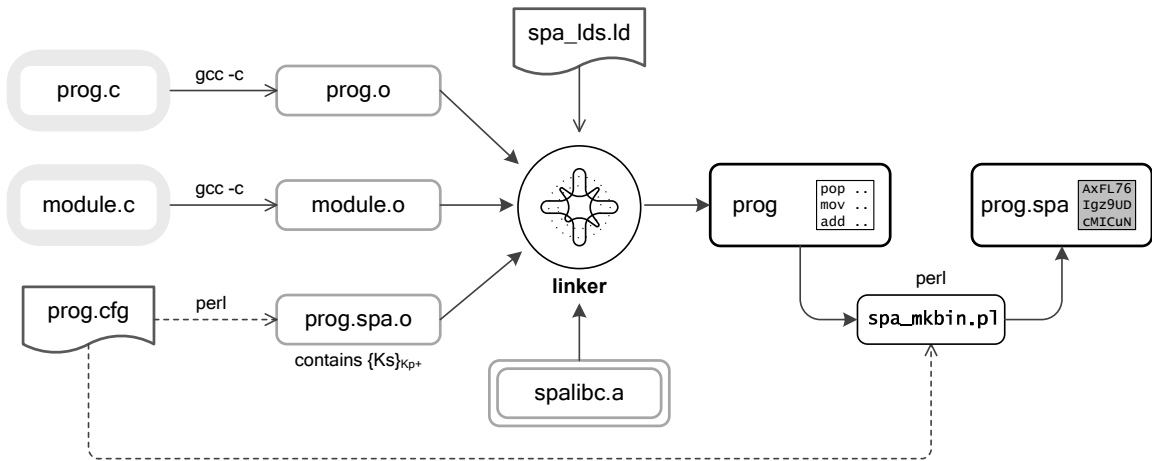 spa_lds.ld
prog.c
gcc -c
prog.o
module.c
gcc -c
module.o
prog
pop ..
mov ..
add ..
prog.spa
AxFL76
Igz9UD
cMICuN
linker
prog.cfg
perl
prog.spa.o
contains {Ks}Kp+
perl
spa_mkbin.pl
spalibc.a